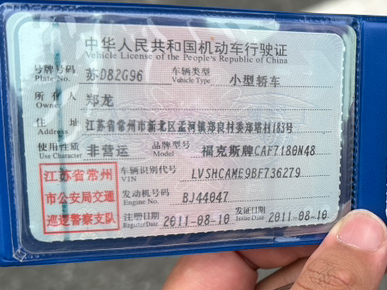 中华人民共和国机动车行驶证
Vehicle License of the People's Republic of China
号牌号码 苏DB2G96 车辆类型 小型轿车
Plate No. Vehicle Type
所有人 郑龙
Owner
住址 江苏省常州市新北区孟河镇郑良村委郑塔村183号
Address
使用性质 非营运 品牌型号 福克斯牌CAF7180N48
Use Character Model
江苏省常州 车辆识别代号 LVSHCAME9BF736279
VIN
市公安局交通 发动机号码 BJ44047
Engine No.
巡逻警察支队 注册日期 2011-08-10 发证日期 2011-08-10
Register Date Issue Date